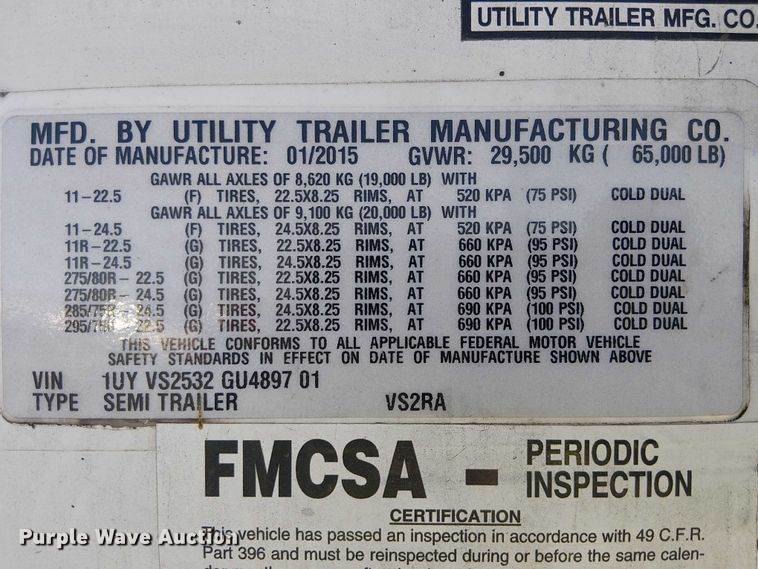 UTILITY TRAILER MFG. CO.
MFD. BY UTILITY TRAILER MANUFACTURING CO.
DATE OF MANUFACTURE: 01/2015 GVWR: 29,500 KG ( 65,000 LB)
GAWR ALL AXLES OF 8,620 KG (19,000 LB) WITH
11-22.5 (F) TIRES, 22.5X8.25 RIMS, AT 520 KPA (75 PSI) COLD DUAL
GAWR ALL AXLES OF 9,100 KG (20,000 LB) WITH
11-24.5 (F) TIRES, 24.5X8.25 RIMS, AT 520 KPA (75 PSI) COLD DUAL
11R-22.5 (G) TIRES, 22.5X8.25 RIMS, AT 660 KPA (95 PSI) COLD DUAL
11R-24.5 (G) TIRES, 24.5X8.25 RIMS, AT 660 KPA (95 PSI) COLD DUAL
275/80R-22.5 (G) TIRES, 22.5X8.25 RIMS, AT 660 KPA (95 PSI) COLD DUAL
275/80R-24.5 (G) TIRES, 24.5X8.25 RIMS, AT 660 KPA (95 PSI) COLD DUAL
285/75R-24.5 (G) TIRES, 24.5X8.25 RIMS, AT 690 KPA (100 PSI) COLD DUAL
295/75R-22.5 (G) TIRES, 22.5X8.25 RIMS, AT 690 KPA (100 PSI) COLD DUAL
THIS VEHICLE CONFORMS TO ALL APPLICABLE FEDERAL MOTOR VEHICLE
SAFETY STANDARDS IN EFFECT ON DATE OF MANUFACTURE SHOWN ABOVE
VIN 1UY VS2532 GU4897 01
TYPE SEMI TRAILER VS2RA
FMCSA - PERIODIC
INSPECTION
CERTIFICATION
This vehicle has passed an inspection in accordance with 49 C.F.R.
Part 396 and must be reinspected during or before the same calen-
Purple Wave Auction